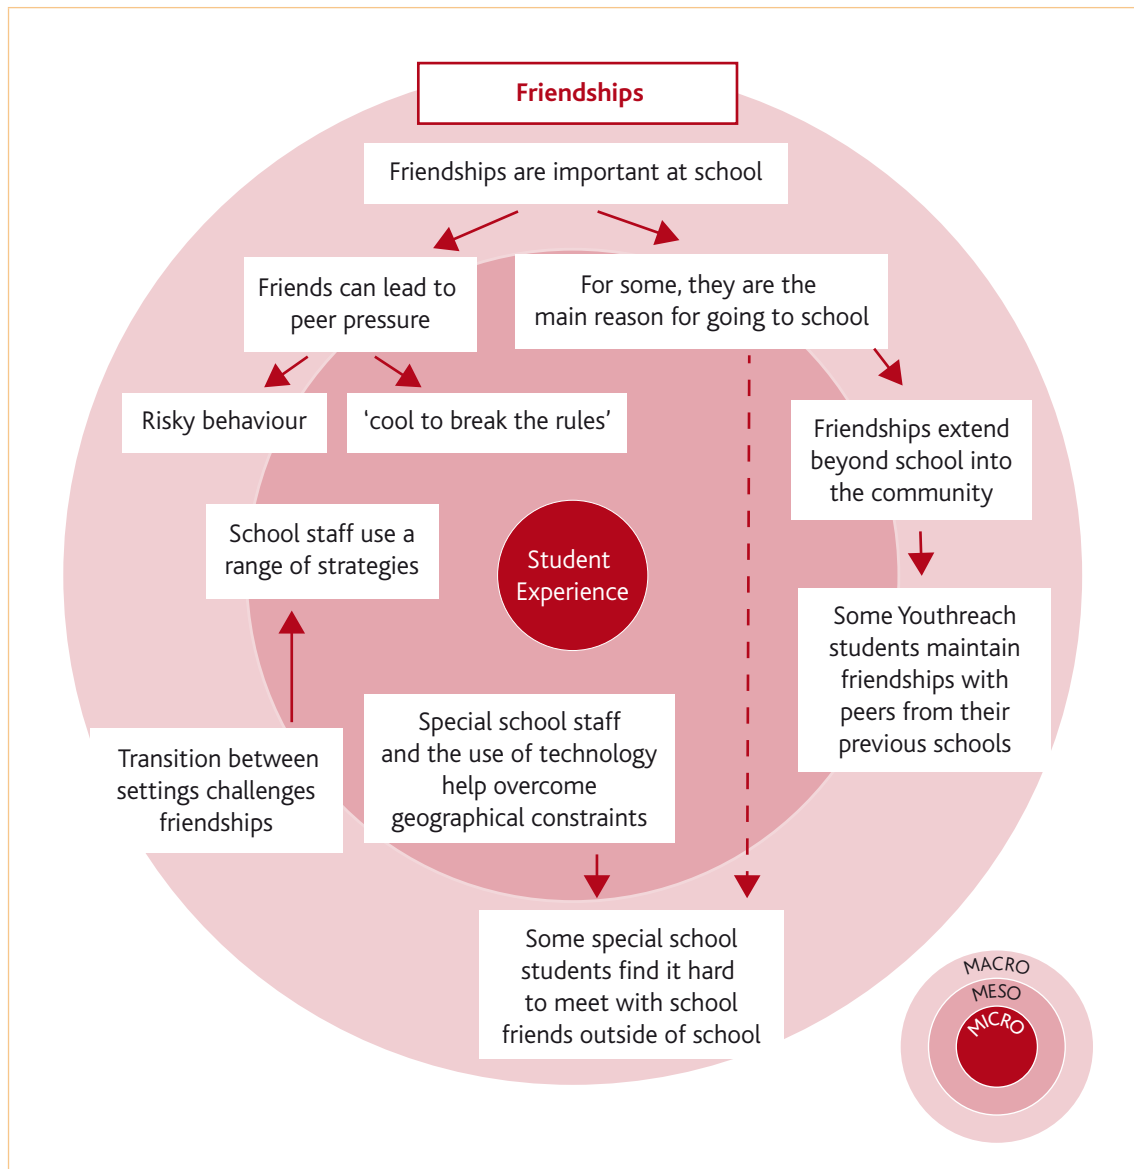 Friendships
Friendships are important at school
Friends can lead to
peer pressure
For some, they are the
main reason for going to school
Risky behaviour
‘cool to break the rules’
Friendships extend
beyond school into
the community
School staff use a
range of strategies
Student
Experience
Some Youthreach
students maintain
friendships with
peers from their
previous schools
Special school staff
and the use of technology
help overcome
geographical constraints
Transition between
settings challenges
friendships
Some special school
students find it hard
to meet with school
friends outside of school
MACRO
MESO
MICRO